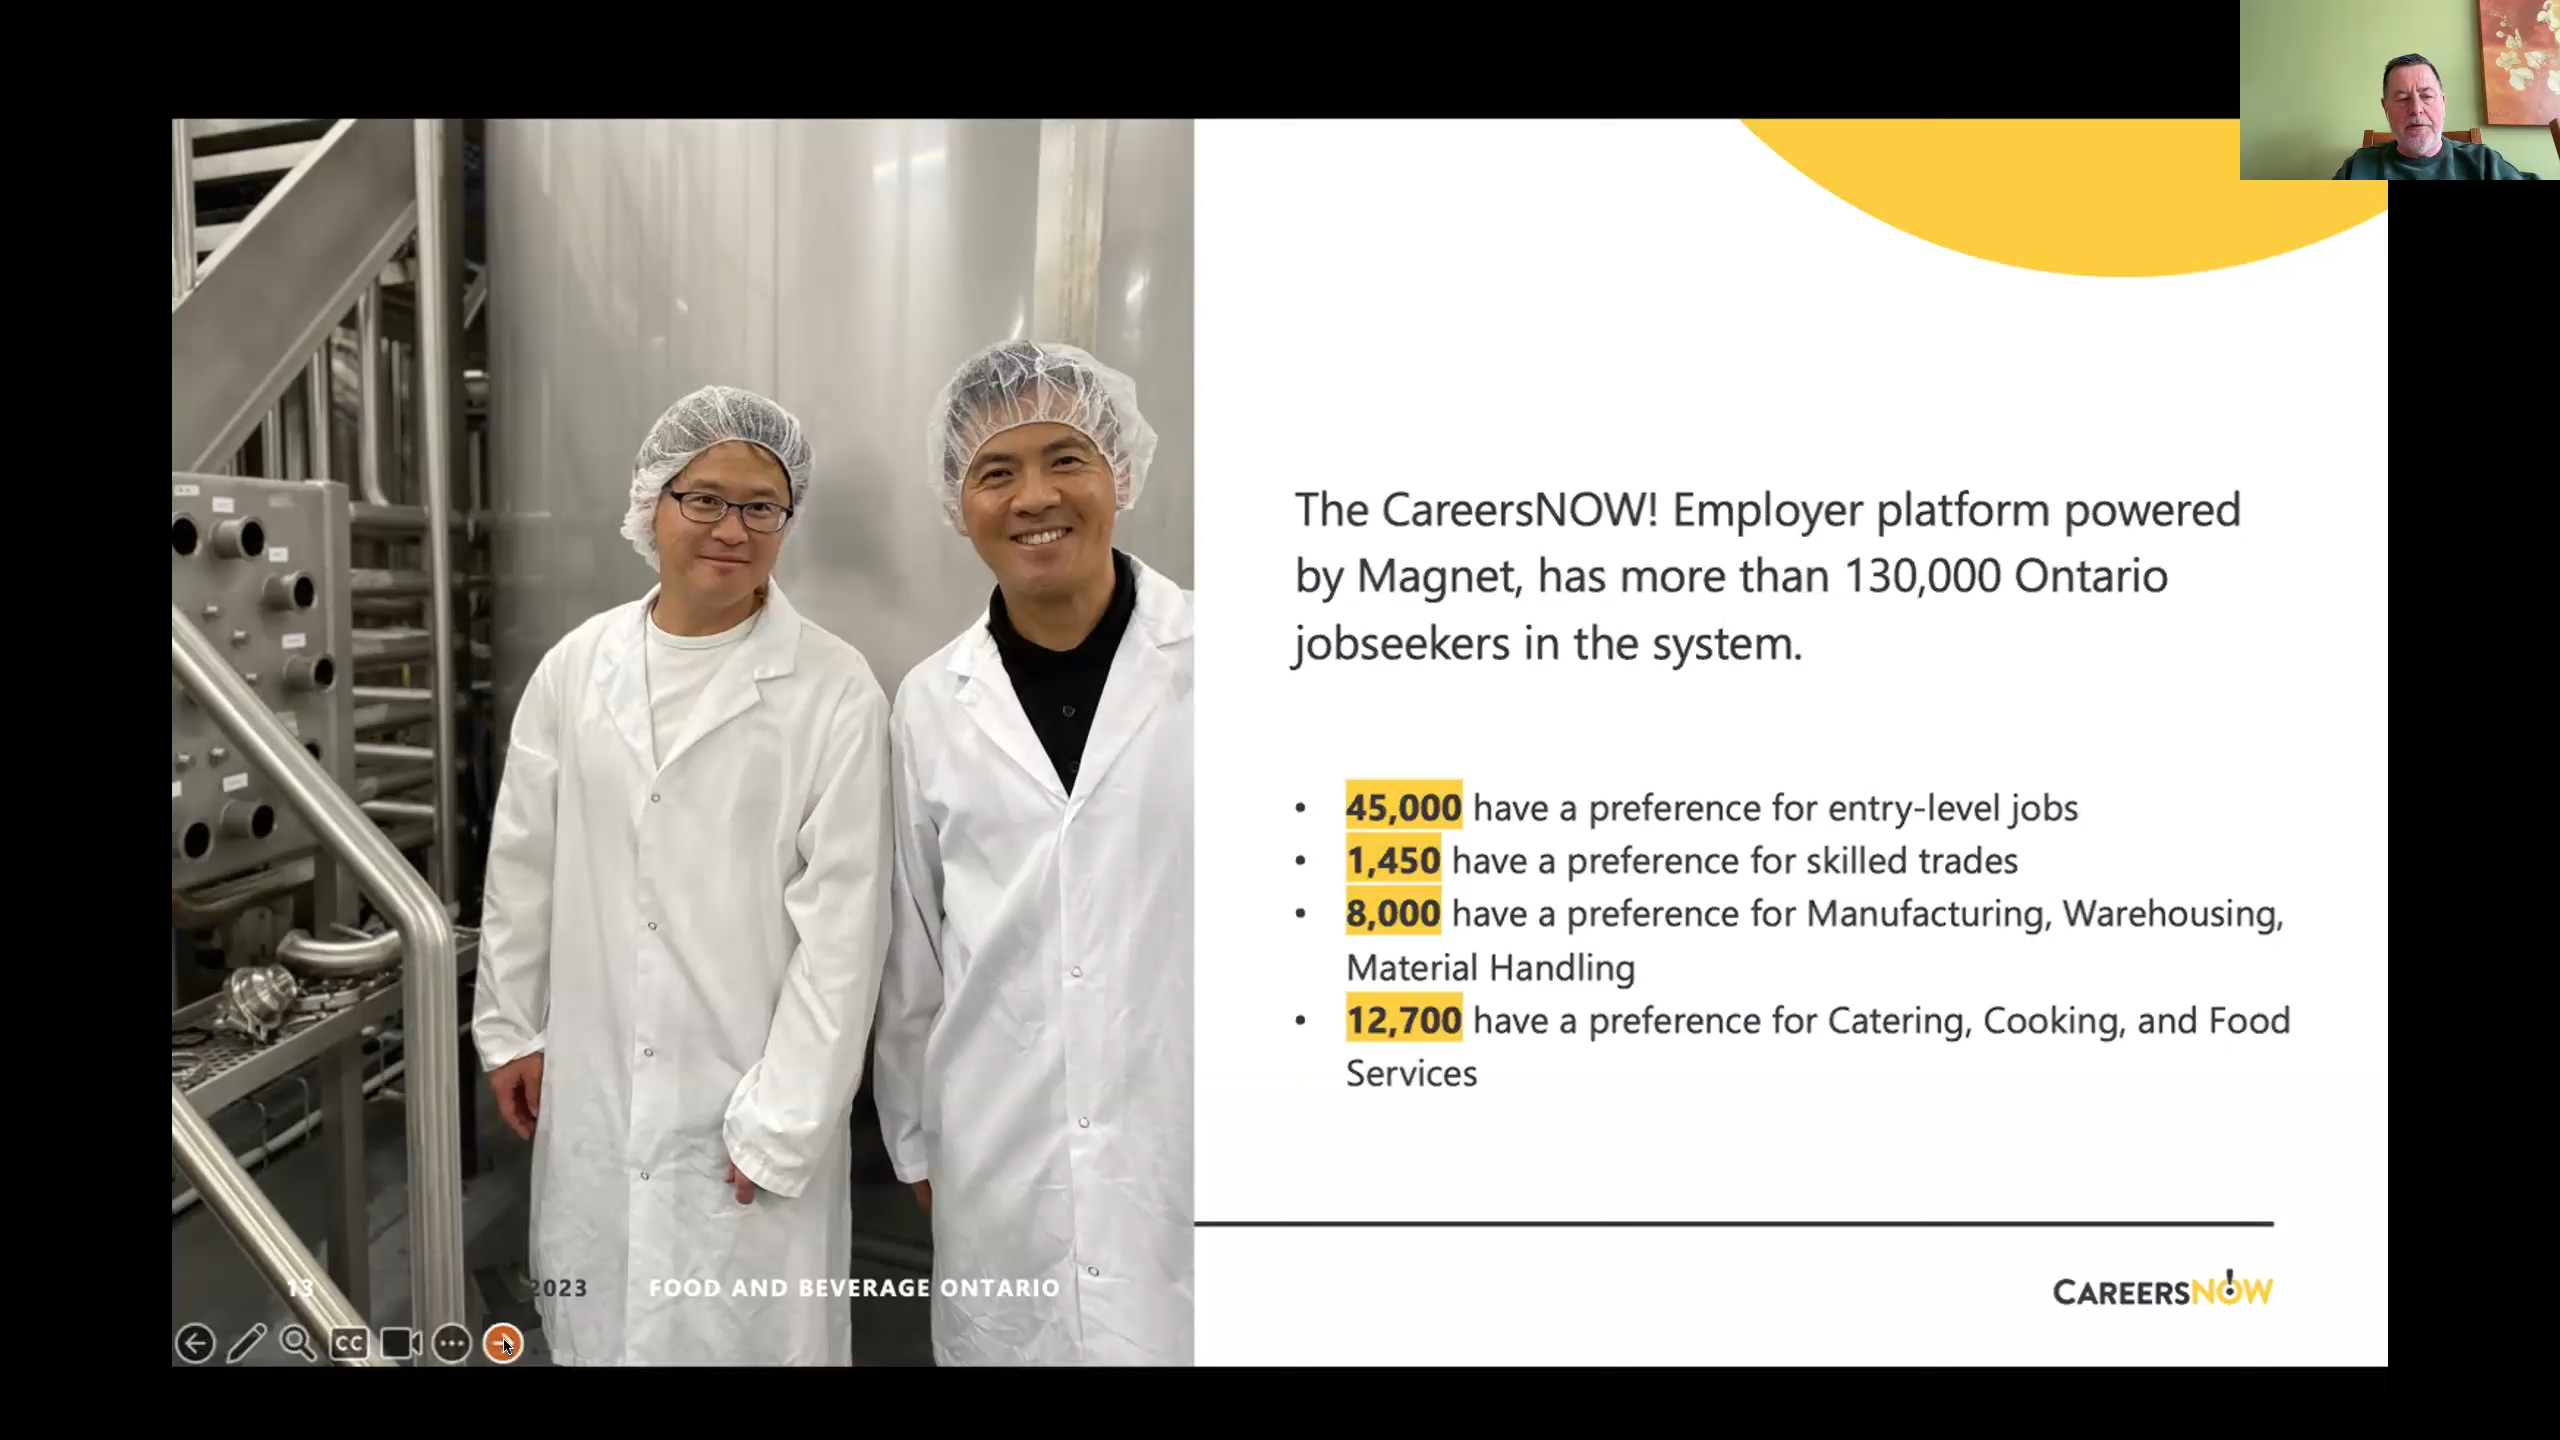 The CareersNOW! Employer platform powered
by Magnet, has more than 130,000 Ontario
jobseekers in the system.
• 45,000 have a preference for entry-level jobs
• 1,450 have a preference for skilled trades
• 8,000 have a preference for Manufacturing, Warehousing,
Material Handling
• 12,700 have a preference for Catering, Cooking, and Food
Services
13 2023 FOOD AND BEVERAGE ONTARIO
CAREERSNOW
CC